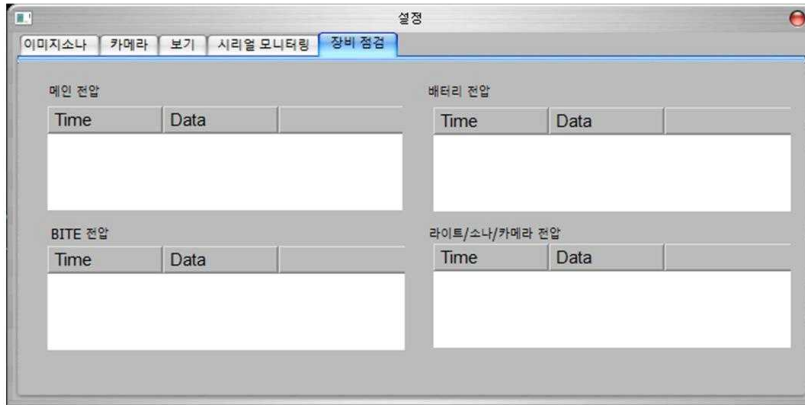 설정
이미지소나 카메라 보기 시리얼 모니터링 장비 점검
메인 전압 배터리 전압
Time Data Time Data
BITE 전압 라이트/소나/카메라 전압
Time Data Time Data